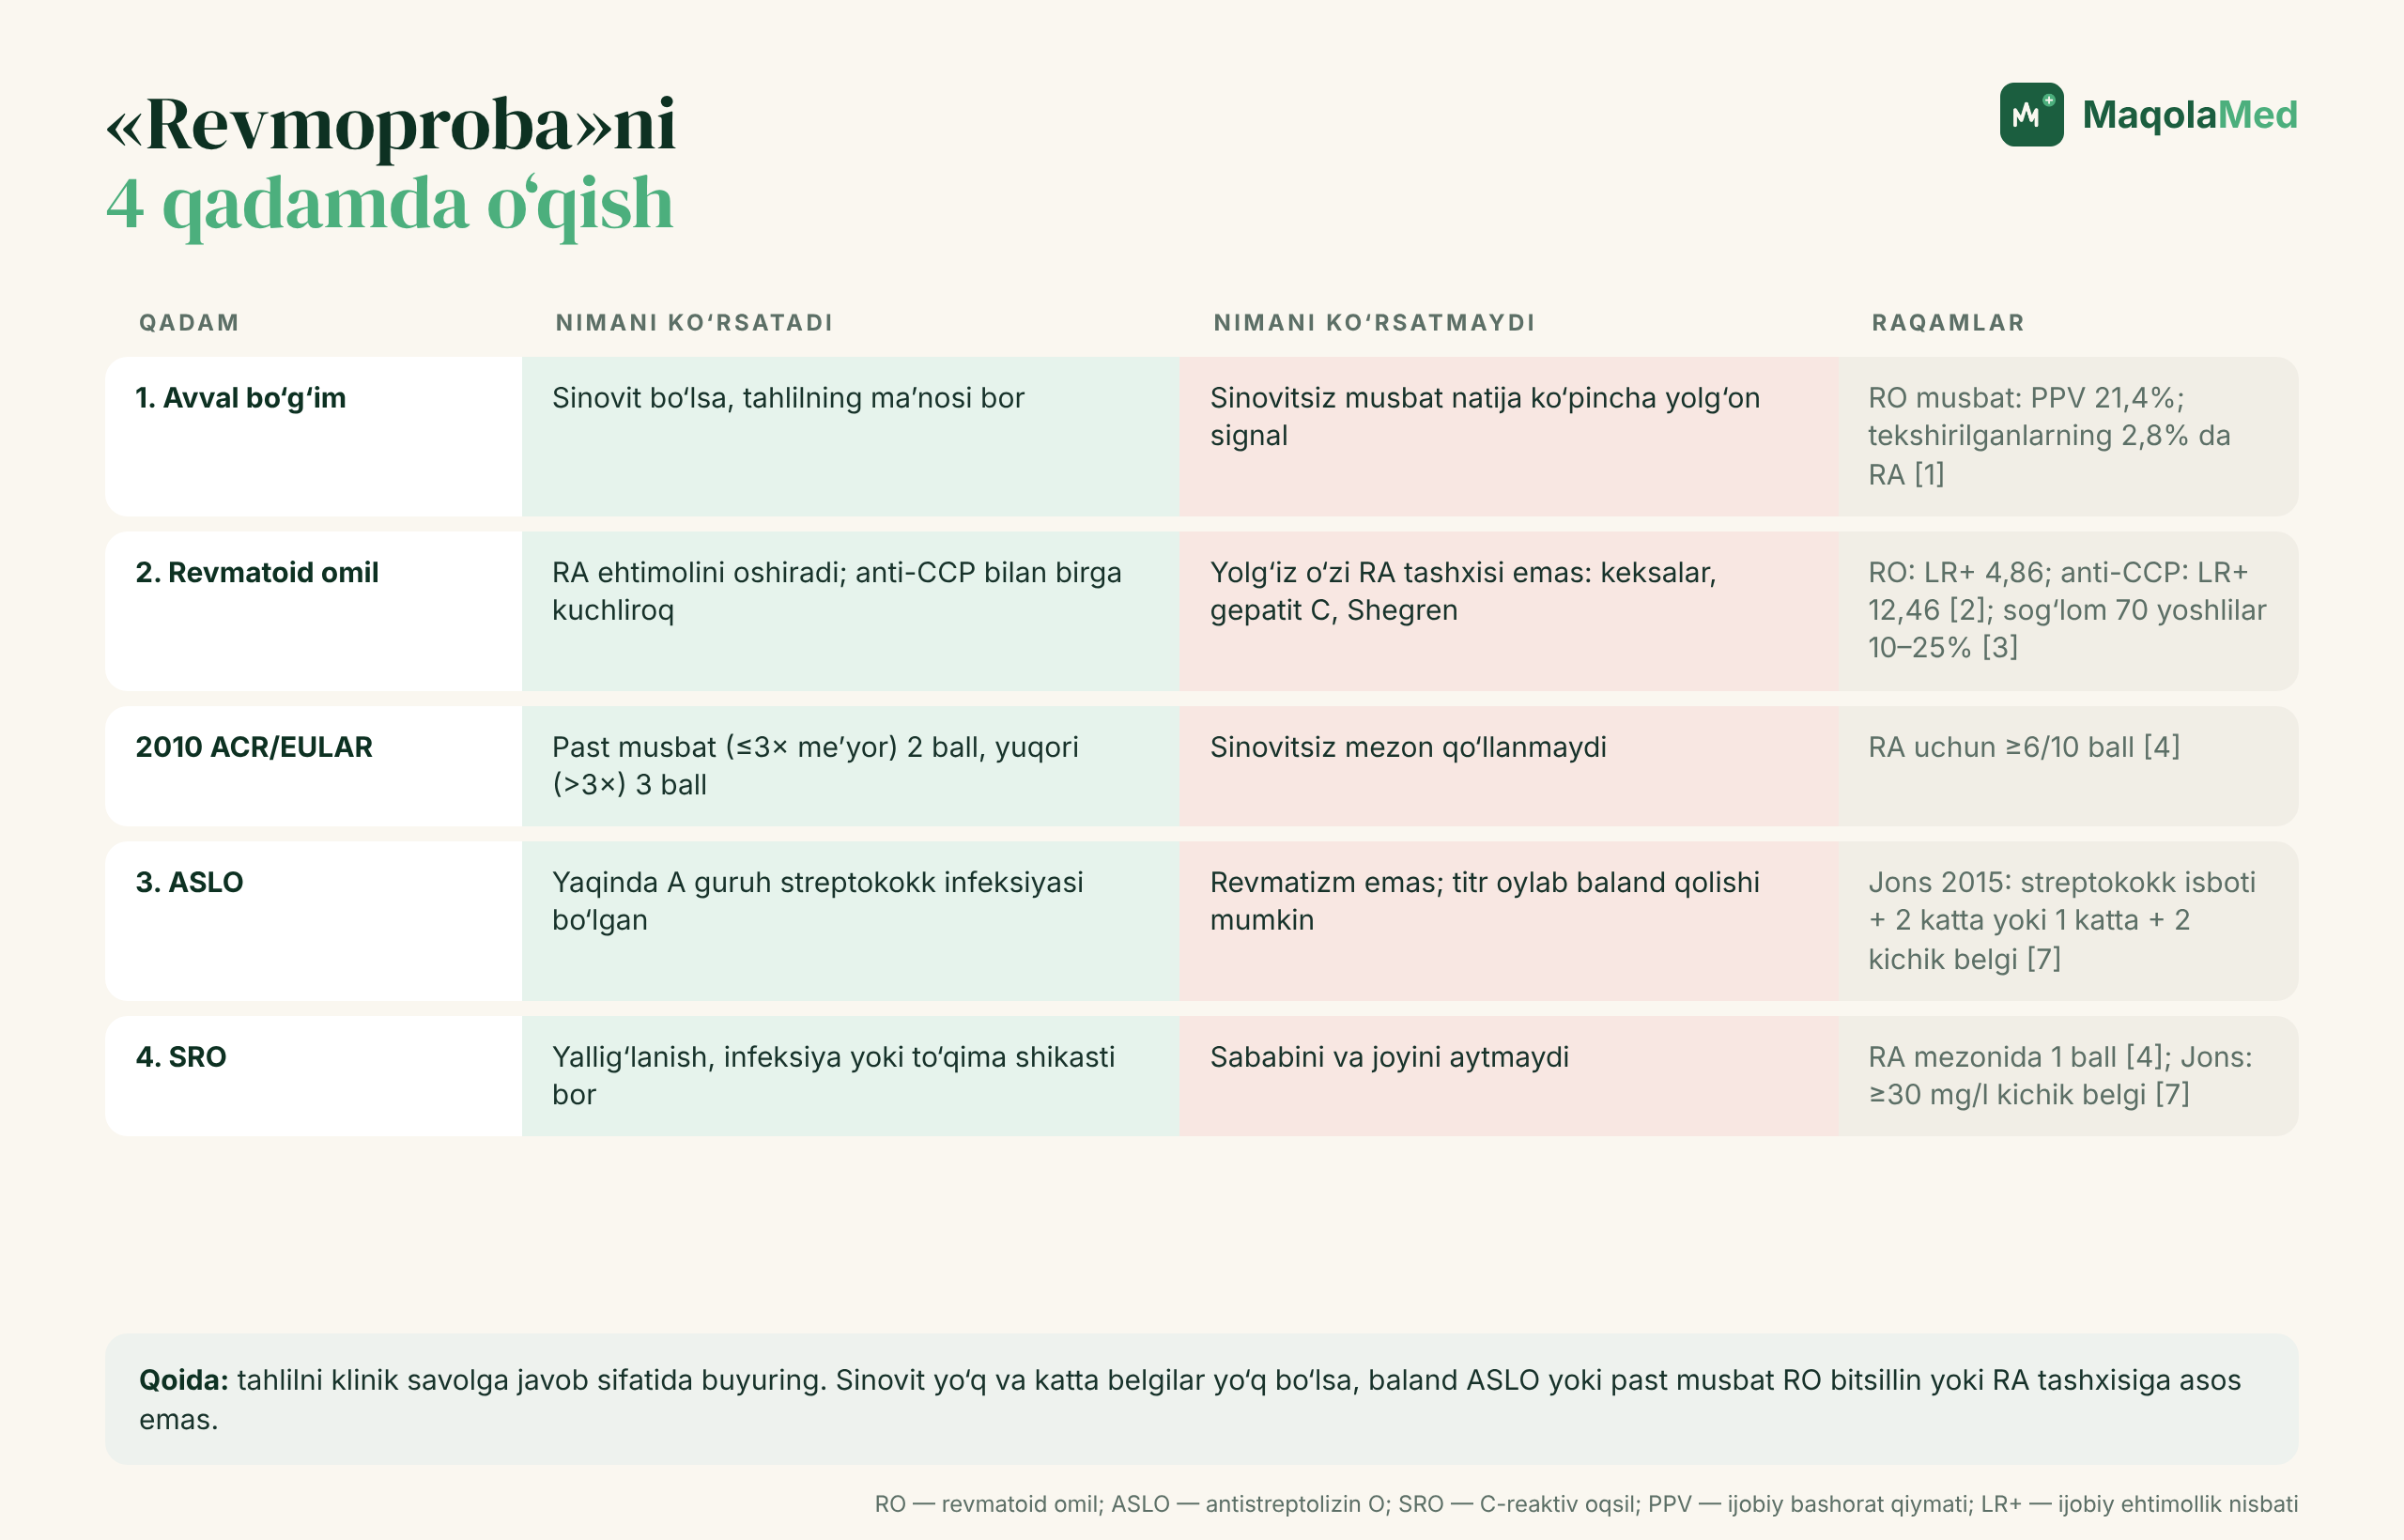 «Revmoproba»ni
4 qadamda o‘qish
MaqolaMed
QADAM
NIMANI KO‘RSATADI
NIMANI KO‘RSATMAYDI
RAQAMLAR
1. Avval bo‘g‘im
Sinovit bo‘lsa, tahlilning ma’nosi bor
Sinovitsiz musbat natija ko‘pincha yolg‘on
signal
RO musbat: PPV 21,4%;
tekshirilganlarning 2,8% da
RA [1]
2. Revmatoid omil
RA ehtimolini oshiradi; anti-CCP bilan birga
kuchliroq
Yolg‘iz o‘zi RA tashxisi emas: keksalar,
gepatit C, Shegren
RO: LR+ 4,86; anti-CCP: LR+
12,46 [2]; sog‘lom 70 yoshlilar
10–25% [3]
2010 ACR/EULAR
Past musbat (≤3× me’yor) 2 ball, yuqori
(>3×) 3 ball
Sinovitsiz mezon qo‘llanmaydi
RA uchun ≥6/10 ball [4]
3. ASLO
Yaqinda A guruh streptokokk infeksiyasi
bo‘lgan
Revmatizm emas; titr oylab baland qolishi
mumkin
Jons 2015: streptokokk isboti
+ 2 katta yoki 1 katta + 2
kichik belgi [7]
4. SRO
Yallig‘lanish, infeksiya yoki to‘qima shikasti
bor
Sababini va joyini aytmaydi
RA mezonida 1 ball [4]; Jons:
≥30 mg/l kichik belgi [7]
Qoida: tahlilni klinik savolga javob sifatida buyuring. Sinovit yo‘q va katta belgilar yo‘q bo‘lsa, baland ASLO yoki past musbat RO bitsillin yoki RA tashxisiga asos
emas.
RO — revmatoid omil; ASLO — antistreptolizin O; SRO — C-reaktiv oqsil; PPV — ijobiy bashorat qiymati; LR+ — ijobiy ehtimollik nisbati